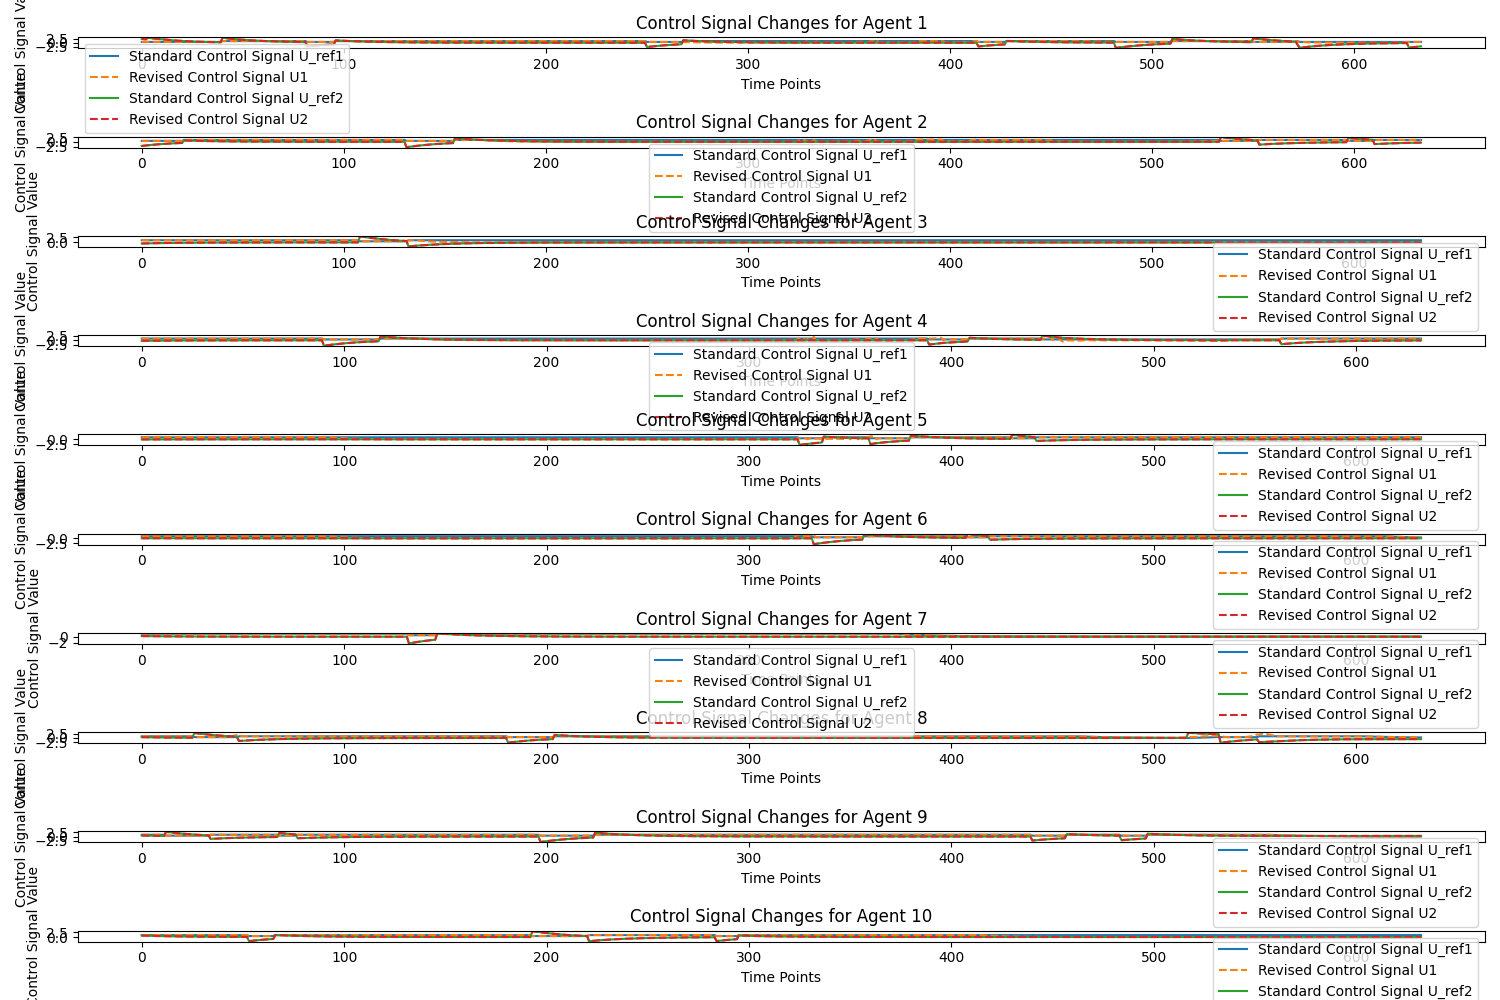 Control Signal Changes for Agent 1
2.5
0.0
−2.5
0 100 200 300 400 500 600
Time Points
Control Signal Value
Standard Control Signal U_ref1
Revised Control Signal U1
Standard Control Signal U_ref2
Revised Control Signal U2
Control Signal Changes for Agent 2
2.5
0.0
−2.5
0 100 200 300 400 500 600
Time Points
Control Signal Value
Standard Control Signal U_ref1
Revised Control Signal U1
Standard Control Signal U_ref2
Revised Control Signal U2
Control Signal Changes for Agent 3
2.5
0.0
0 100 200 300 400 500 600
Time Points
Control Signal Value
Standard Control Signal U_ref1
Revised Control Signal U1
Standard Control Signal U_ref2
Revised Control Signal U2
Control Signal Changes for Agent 4
2.5
0.0
−2.5
0 100 200 300 400 500 600
Time Points
Control Signal Value
Standard Control Signal U_ref1
Revised Control Signal U1
Standard Control Signal U_ref2
Revised Control Signal U2
Control Signal Changes for Agent 5
0.0
−2.5
0 100 200 300 400 500 600
Time Points
Control Signal Value
Standard Control Signal U_ref1
Revised Control Signal U1
Standard Control Signal U_ref2
Revised Control Signal U2
Control Signal Changes for Agent 6
0.0
−2.5
0 100 200 300 400 500 600
Time Points
Control Signal Value
Standard Control Signal U_ref1
Revised Control Signal U1
Standard Control Signal U_ref2
Revised Control Signal U2
Control Signal Changes for Agent 7
0
−2
0 100 200 300 400 500 600
Time Points
Control Signal Value
Standard Control Signal U_ref1
Revised Control Signal U1
Standard Control Signal U_ref2
Revised Control Signal U2
Control Signal Changes for Agent 8
2.5
0.0
−2.5
0 100 200 300 400 500 600
Time Points
Control Signal Value
Standard Control Signal U_ref1
Revised Control Signal U1
Standard Control Signal U_ref2
Revised Control Signal U2
Control Signal Changes for Agent 9
2.5
0.0
−2.5
0 100 200 300 400 500 600
Time Points
Control Signal Value
Standard Control Signal U_ref1
Revised Control Signal U1
Standard Control Signal U_ref2
Revised Control Signal U2
Control Signal Changes for Agent 10
2.5
0.0
0 100 200 300 400 500 600
Time Points
Control Signal Value
Standard Control Signal U_ref1
Revised Control Signal U1
Standard Control Signal U_ref2